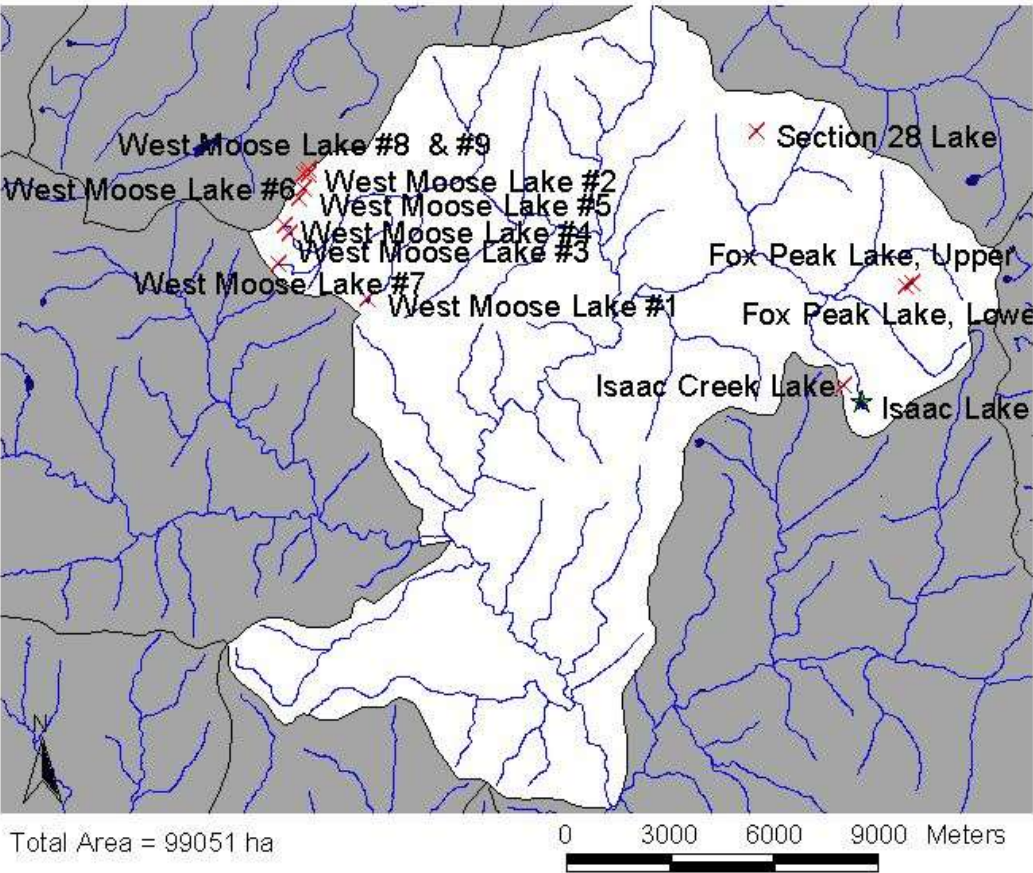 West Moose Lake #8 & #9
Section 28 Lake
West Moose Lake #6
West Moose Lake #2
West Moose Lake #5
West Moose Lake #4
West Moose Lake #3
Fox Peak Lake, Upper
West Moose Lake #7
West Moose Lake #1
Fox Peak Lake, Lowe
Isaac Creek Lake
Isaac Lake
N
Total Area = 99051 ha
0 3000 6000 9000 Meters